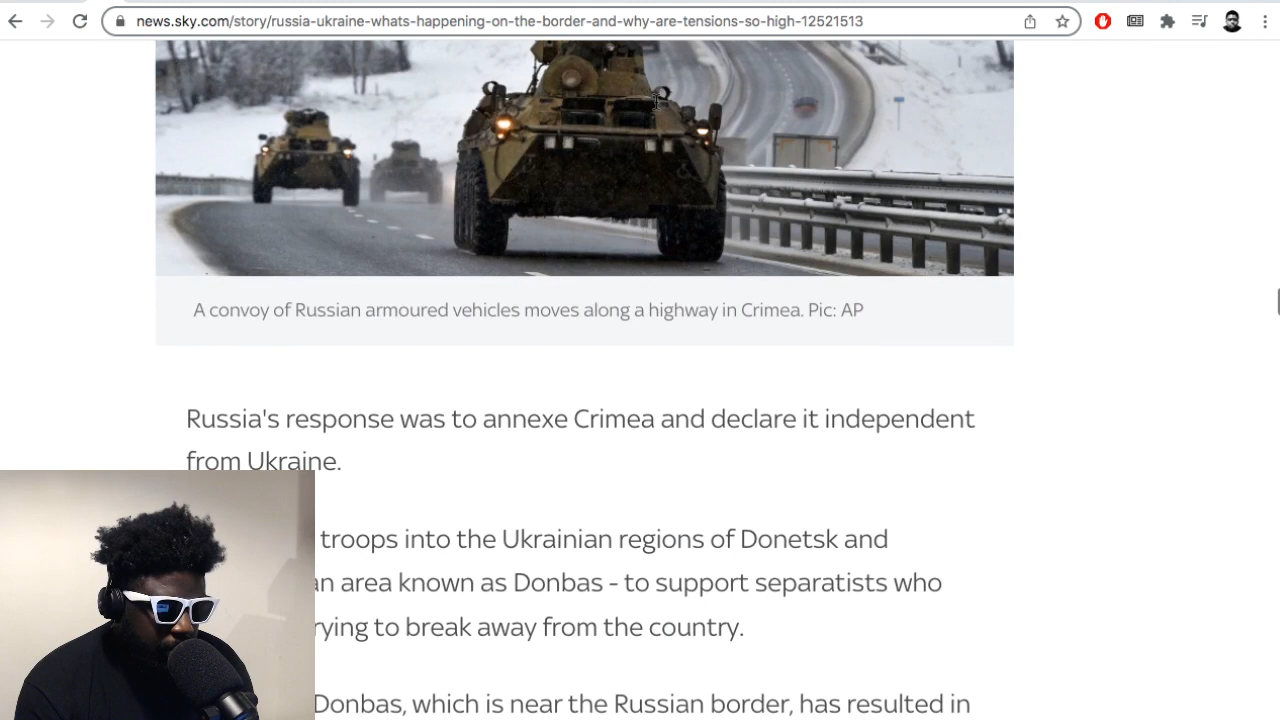 news.sky.com/story/russia-ukraine-whats-happening-on-the-border-and-why-are-tensions-so-high-12521513
A convoy of Russian armoured vehicles moves along a highway in Crimea. Pic: AP
Russia's response was to annexe Crimea and declare it independent
from Ukraine.
troops into the Ukrainian regions of Donetsk and
an area known as Donbas - to support separatists who
rying to break away from the country.
Donbas, which is near the Russian border, has resulted in